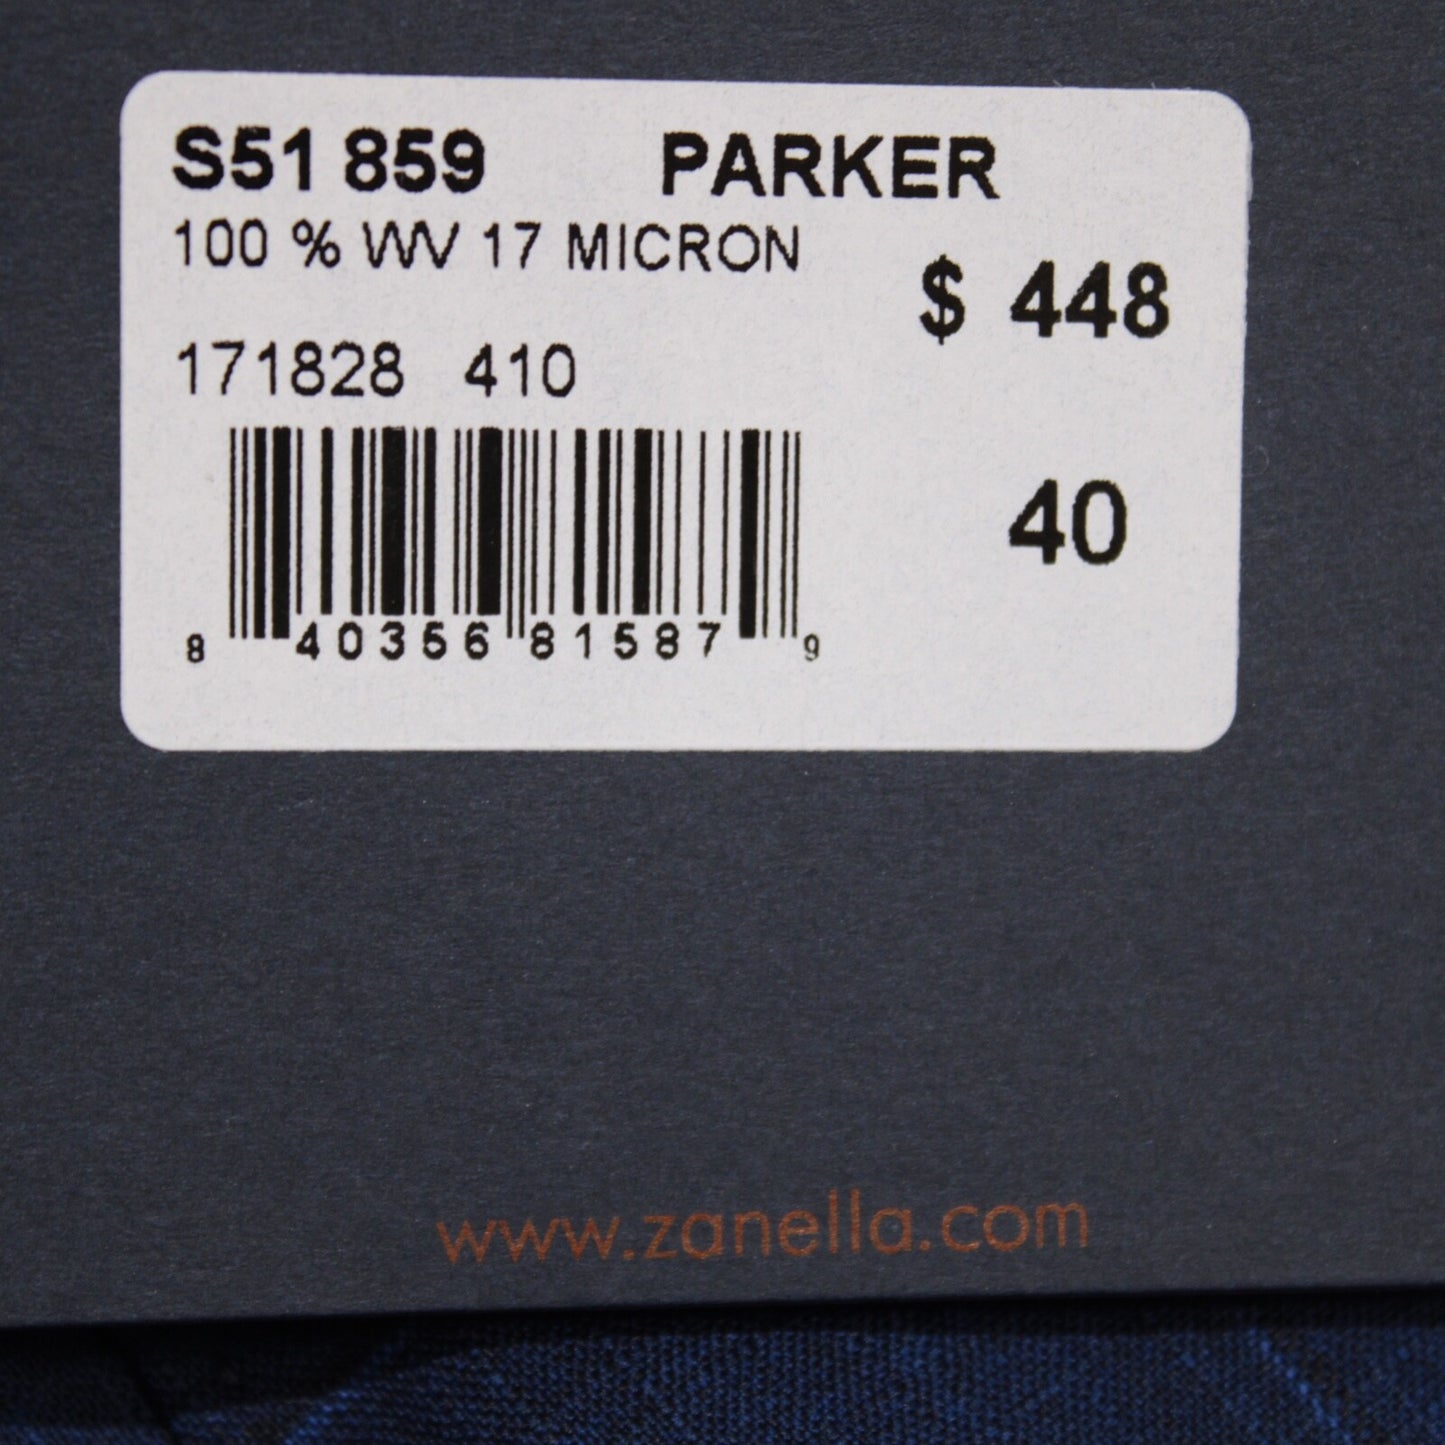 S51 859 PARKER
100 % WV 17 MICRON
$ 448
171828 410
40
8 40356 81587 9
www.zanella.com